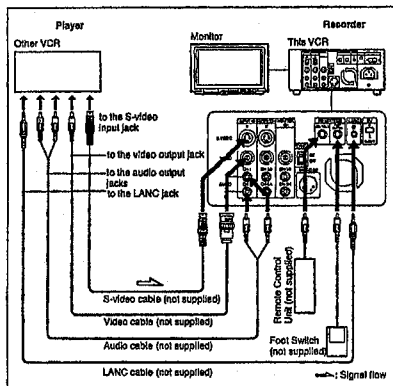 Player
Recorder
Other VCR
Monitor
This VCR
to the S-video
input jack
S VIDEO
to the video output jack
to the audio output
jacks
to the LANC jack
S-video cable (not supplied)
Video cable (not supplied)
Audio cable (not supplied)
LANC cable (not supplied)
Remote Control
Unit (not supplied)
Foot Switch
(not supplied)
: Signal flow